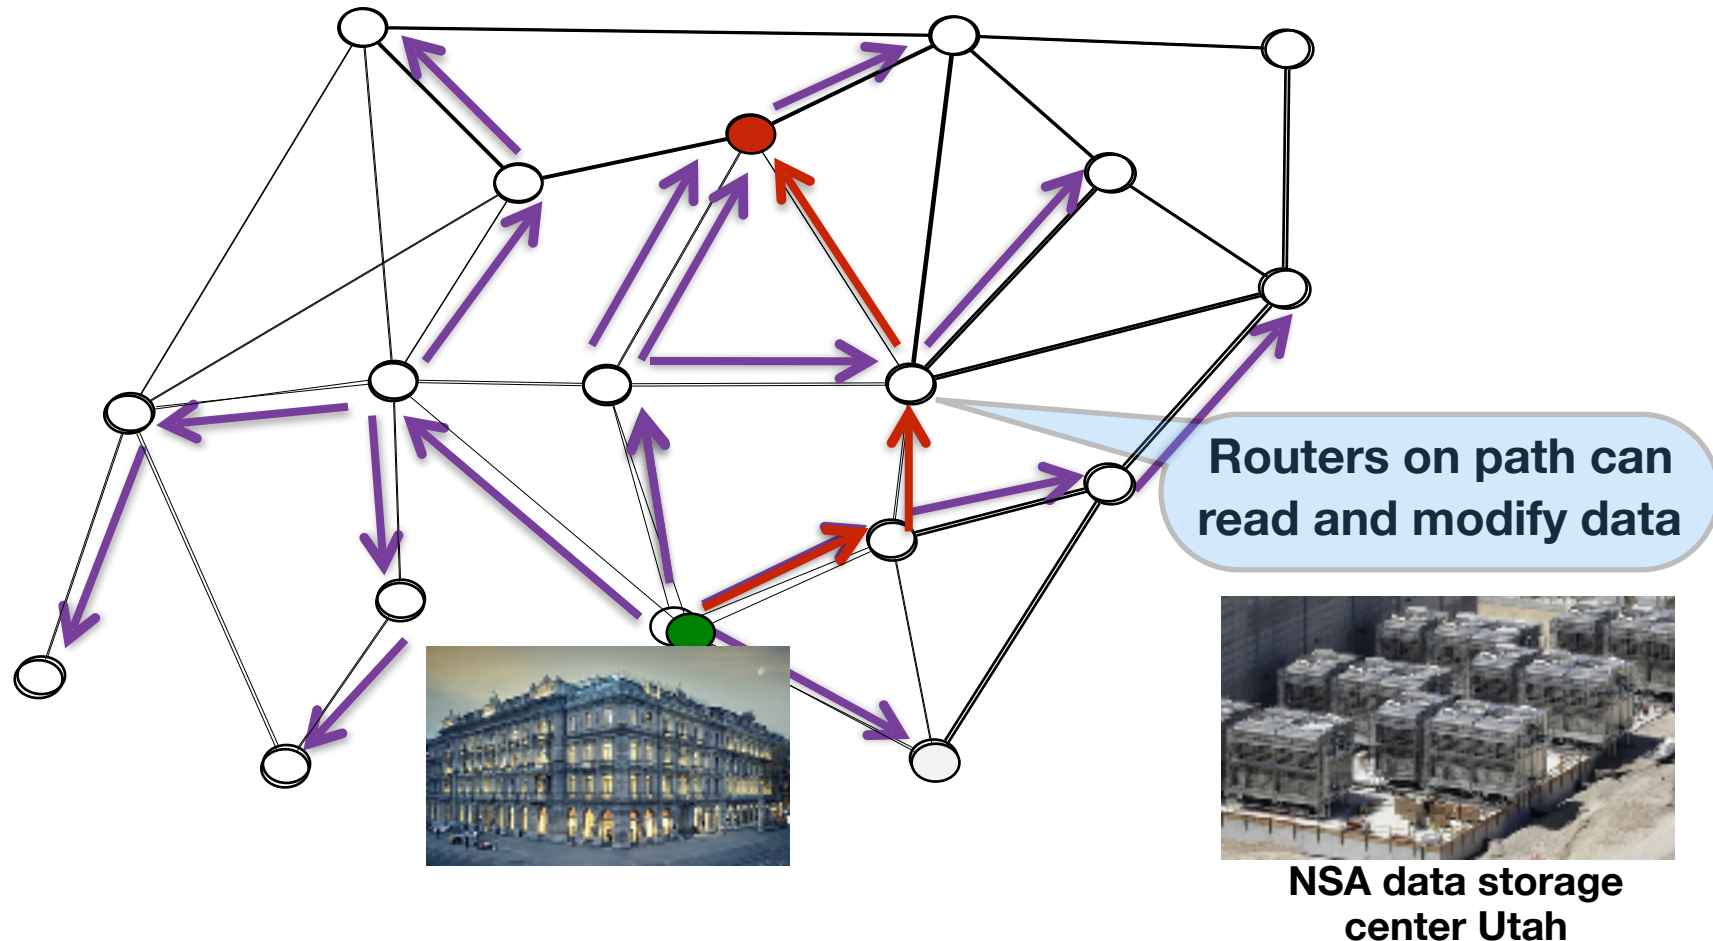 Routers on path can
read and modify data
NSA data storage
center Utah